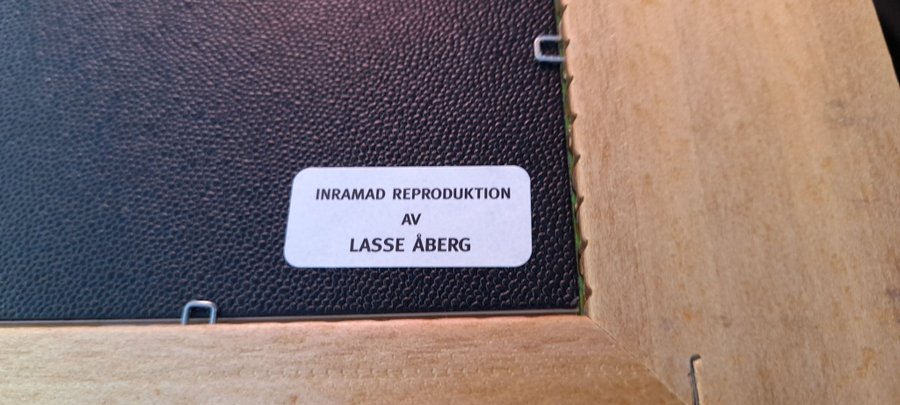 INRAMAD REPRODUKTION
AV
LASSE ÅBERG